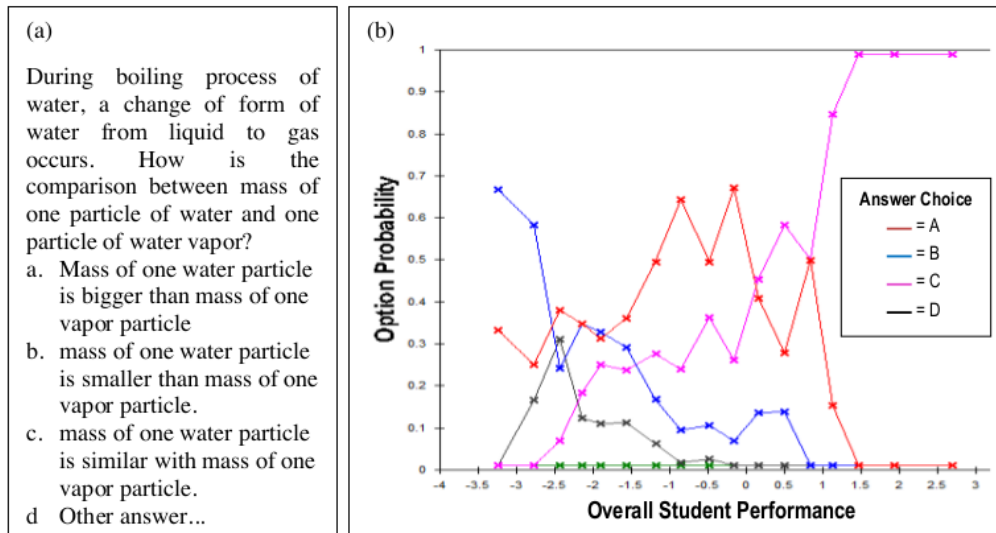 (a)
During boiling process of
water, a change of form of
water from liquid to gas
occurs. How is the
comparison between mass of
one particle of water and one
particle of water vapor?
a. Mass of one water particle
is bigger than mass of one
vapor particle
b. mass of one water particle
is smaller than mass of one
vapor particle.
c. mass of one water particle
is similar with mass of one
vapor particle.
d Other answer...
(b)
Option Probability
1
0.9
0.8
0.7
0.6
0.5
0.4
0.3
0.2
0.1
0
-4 -3.5 -3 -2.5 -2 -1.5 -1 -0.5 0 0.5 1 1.5 2 2.5 3
Overall Student Performance
Answer Choice
= A
= B
= C
= D